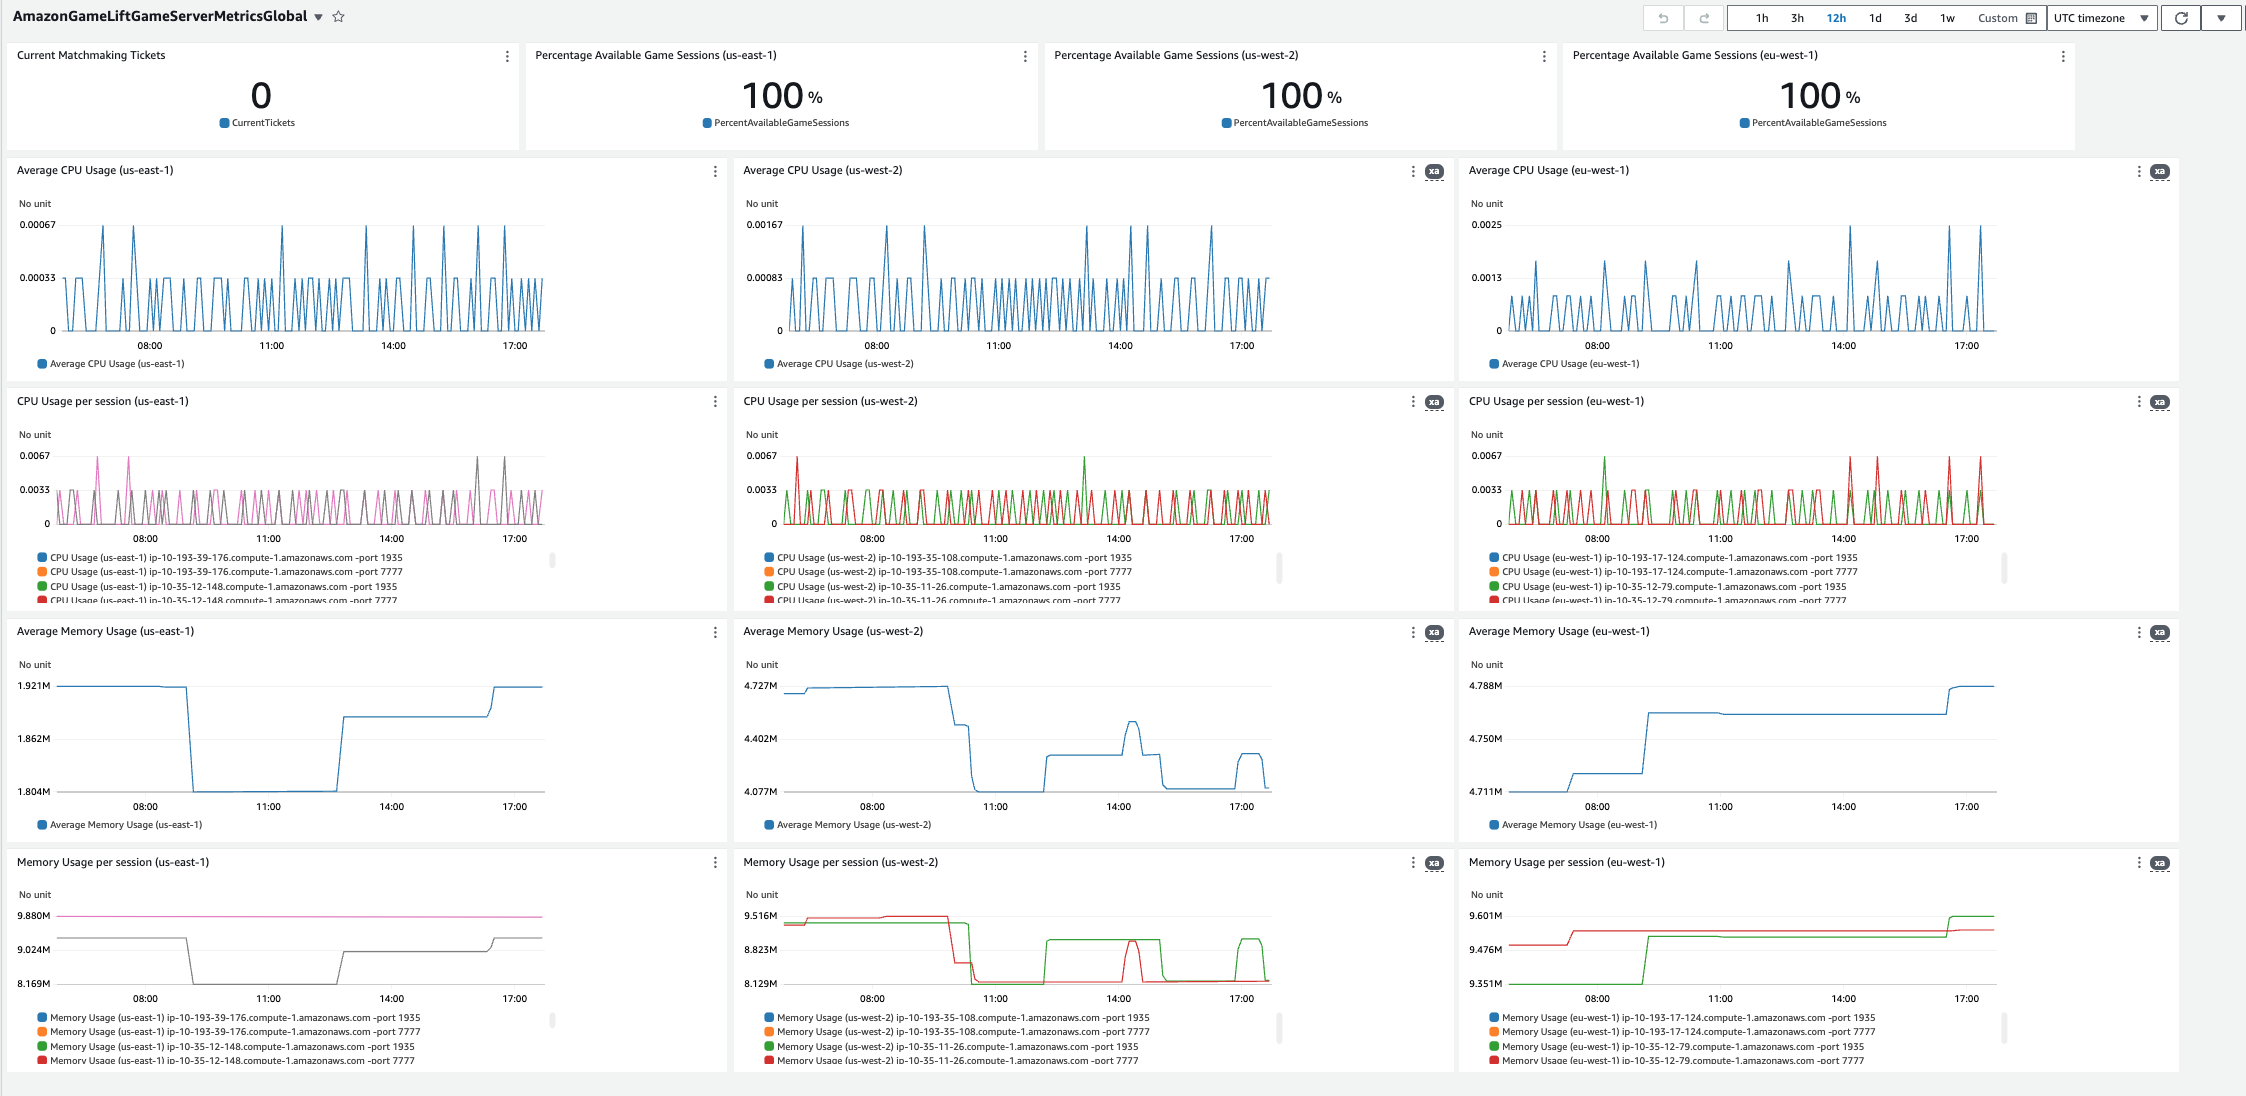 AmazonGameLiftGameServerMetricsGlobal
1h 3h 12h 1d 3d 1w Custom UTC timezone
Current Matchmaking Tickets
0
CurrentTickets
Percentage Available Game Sessions (us-east-1)
100 %
PercentAvailableGameSessions
Percentage Available Game Sessions (us-west-2)
100 %
PercentAvailableGameSessions
Percentage Available Game Sessions (eu-west-1)
100 %
PercentAvailableGameSessions
Average CPU Usage (us-east-1)
No unit
0.00067
0.00033
0
08:00 11:00 14:00 17:00
Average CPU Usage (us-east-1)
Average CPU Usage (us-west-2)
xa
No unit
0.00167
0.00083
0
08:00 11:00 14:00 17:00
Average CPU Usage (us-west-2)
Average CPU Usage (eu-west-1)
xa
No unit
0.0025
0.0013
0
08:00 11:00 14:00 17:00
Average CPU Usage (eu-west-1)
CPU Usage per session (us-east-1)
No unit
0.0067
0.0033
0
08:00 11:00 14:00 17:00
CPU Usage (us-east-1) ip-10-193-39-176.compute-1.amazonaws.com -port 1935
CPU Usage (us-east-1) ip-10-193-39-176.compute-1.amazonaws.com -port 7777
CPU Usage (us-east-1) ip-10-35-12-148.compute-1.amazonaws.com -port 1935
CPU Usage (us-east-1) ip-10-35-12-148.compute-1.amazonaws.com -port 7777
CPU Usage per session (us-west-2)
xa
No unit
0.0067
0.0033
0
08:00 11:00 14:00 17:00
CPU Usage (us-west-2) ip-10-193-35-108.compute-1.amazonaws.com -port 1935
CPU Usage (us-west-2) ip-10-193-35-108.compute-1.amazonaws.com -port 7777
CPU Usage (us-west-2) ip-10-35-11-26.compute-1.amazonaws.com -port 1935
CPU Usage (us-west-2) ip-10-35-11-26.compute-1.amazonaws.com -port 7777
CPU Usage per session (eu-west-1)
xa
No unit
0.0067
0.0033
0
08:00 11:00 14:00 17:00
CPU Usage (eu-west-1) ip-10-193-17-124.compute-1.amazonaws.com -port 1935
CPU Usage (eu-west-1) ip-10-193-17-124.compute-1.amazonaws.com -port 7777
CPU Usage (eu-west-1) ip-10-35-12-79.compute-1.amazonaws.com -port 1935
CPU Usage (eu-west-1) ip-10-35-12-79.compute-1.amazonaws.com -port 7777
Average Memory Usage (us-east-1)
No unit
1.921M
1.862M
1.804M
08:00 11:00 14:00 17:00
Average Memory Usage (us-east-1)
Average Memory Usage (us-west-2)
xa
No unit
4.727M
4.402M
4.077M
08:00 11:00 14:00 17:00
Average Memory Usage (us-west-2)
Average Memory Usage (eu-west-1)
xa
No unit
4.788M
4.750M
4.711M
08:00 11:00 14:00 17:00
Average Memory Usage (eu-west-1)
Memory Usage per session (us-east-1)
No unit
9.880M
9.024M
8.169M
08:00 11:00 14:00 17:00
Memory Usage (us-east-1) ip-10-193-39-176.compute-1.amazonaws.com -port 1935
Memory Usage (us-east-1) ip-10-193-39-176.compute-1.amazonaws.com -port 7777
Memory Usage (us-east-1) ip-10-35-12-148.compute-1.amazonaws.com -port 1935
Memory Usage (us-east-1) ip-10-35-12-148.compute-1.amazonaws.com -port 7777
Memory Usage per session (us-west-2)
xa
No unit
9.516M
8.823M
8.129M
08:00 11:00 14:00 17:00
Memory Usage (us-west-2) ip-10-193-35-108.compute-1.amazonaws.com -port 1935
Memory Usage (us-west-2) ip-10-193-35-108.compute-1.amazonaws.com -port 7777
Memory Usage (us-west-2) ip-10-35-11-26.compute-1.amazonaws.com -port 1935
Memory Usage (us-west-2) ip-10-35-11-26.compute-1.amazonaws.com -port 7777
Memory Usage per session (eu-west-1)
xa
No unit
9.601M
9.476M
9.351M
08:00 11:00 14:00 17:00
Memory Usage (eu-west-1) ip-10-193-17-124.compute-1.amazonaws.com -port 1935
Memory Usage (eu-west-1) ip-10-193-17-124.compute-1.amazonaws.com -port 7777
Memory Usage (eu-west-1) ip-10-35-12-79.compute-1.amazonaws.com -port 1935
Memory Usage (eu-west-1) ip-10-35-12-79.compute-1.amazonaws.com -port 7777